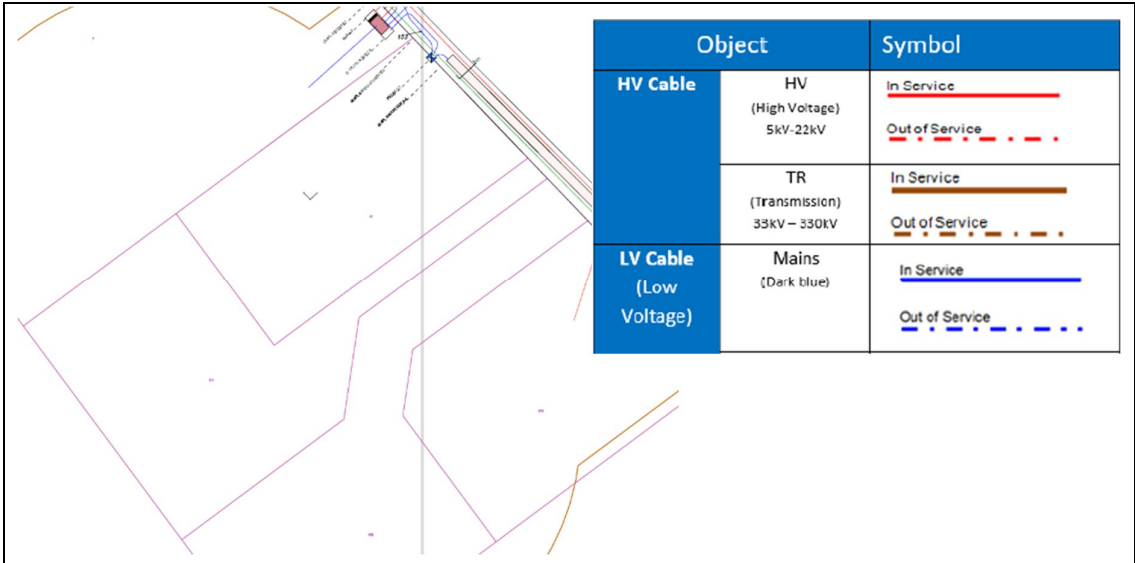 153
Object Symbol
HV Cable
HV
(High Voltage)
5kV-22kV
In Service
Out of Service
TR
(Transmission)
33kV – 330kV
In Service
Out of Service
LV Cable
(Low
Voltage)
Mains
(Dark blue)
In Service
Out of Service